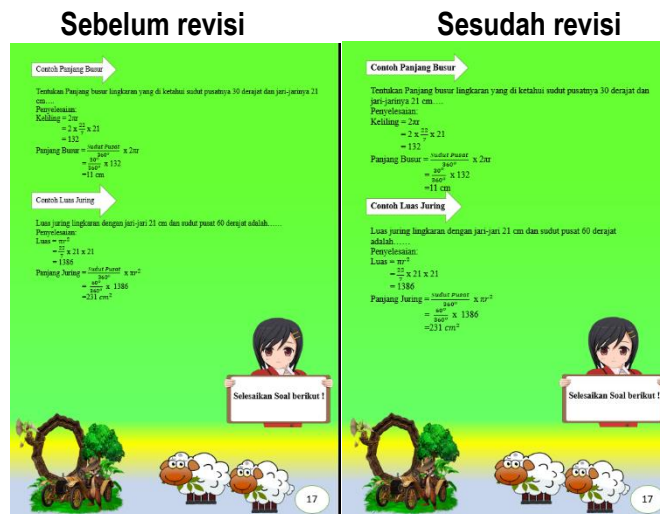 Sebelum revisi
Contoh Panjang Busur
Tentukan Panjang busur lingkaran yang di ketahui sudut pusatnya 30 derajat dan jari-jarinya 21
cm....
Penyelesaian:
Keliling = 2πr
= 2 x 22/7 x 21
= 132
Panjang Busur = Sudut Pusat/360° x 2πr
= 30°/360° x 132
=11 cm
Contoh Luas Juring
Luas juring lingkaran dengan jari-jari 21 cm dan sudut pusat 60 derajat adalah......
Penyelesaian:
Luas = πr²
= 22/7 x 21 x 21
= 1386
Panjang Juring = Sudut Pusat/360° x πr²
= 60°/360° x 1386
=231 cm²
Selesaikan Soal berikut !
17
Sesudah revisi
Contoh Panjang Busur
Tentukan Panjang busur lingkaran yang di ketahui sudut pusatnya 30 derajat dan
jari-jarinya 21 cm....
Penyelesaian:
Keliling = 2πr
= 2 x 22/7 x 21
= 132
Panjang Busur = Sudut Pusat/360° x 2πr
= 30°/360° x 132
=11 cm
Contoh Luas Juring
Luas juring lingkaran dengan jari-jari 21 cm dan sudut pusat 60 derajat
adalah......
Penyelesaian:
Luas = πr²
= 22/7 x 21 x 21
= 1386
Panjang Juring = Sudut Pusat/360° x πr²
= 60°/360° x 1386
=231 cm²
Selesaikan Soal berikut !
17